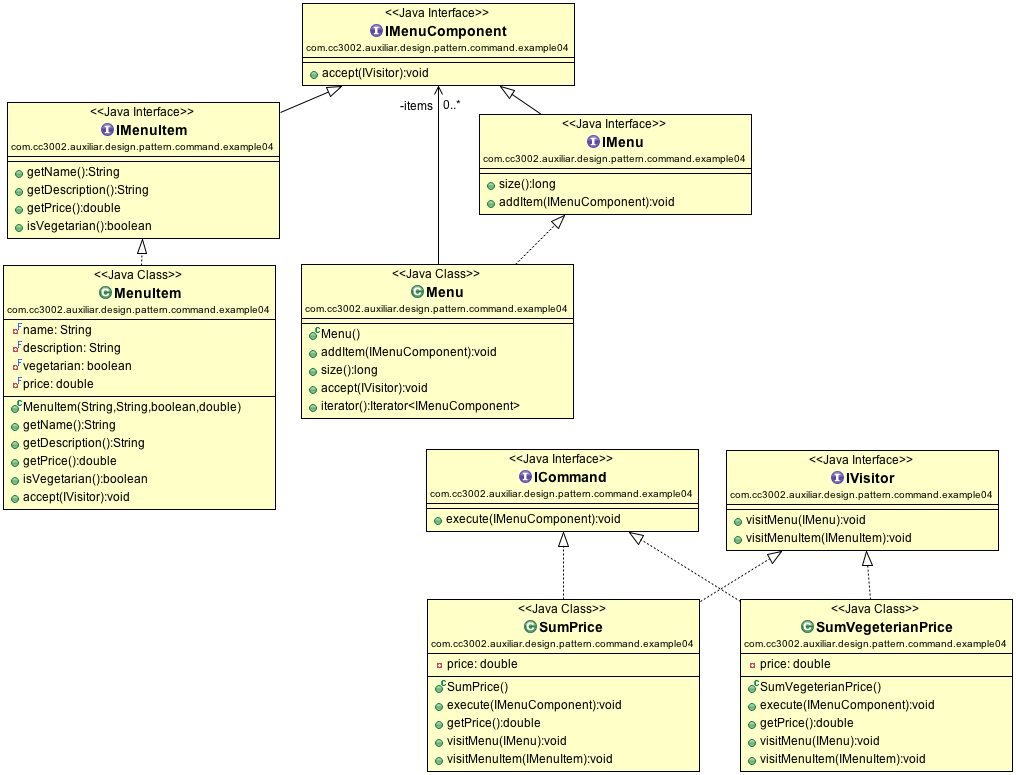 <<Java Interface>>
IMenuComponent
com.cc3002.auxiliar.design.pattern.command.example04
accept(IVisitor):void
-items 0..*
<<Java Interface>>
IMenuItem
com.cc3002.auxiliar.design.pattern.command.example04
getName():String
getDescription():String
getPrice():double
isVegetarian():boolean
<<Java Interface>>
IMenu
com.cc3002.auxiliar.design.pattern.command.example04
size():long
addItem(IMenuComponent):void
<<Java Class>>
MenuItem
com.cc3002.auxiliar.design.pattern.command.example04
name: String
description: String
vegetarian: boolean
price: double
MenuItem(String,String,boolean,double)
getName():String
getDescription():String
getPrice():double
isVegetarian():boolean
accept(IVisitor):void
<<Java Class>>
Menu
com.cc3002.auxiliar.design.pattern.command.example04
Menu()
addItem(IMenuComponent):void
size():long
accept(IVisitor):void
iterator():Iterator<IMenuComponent>
<<Java Interface>>
ICommand
com.cc3002.auxiliar.design.pattern.command.example04
execute(IMenuComponent):void
<<Java Interface>>
IVisitor
com.cc3002.auxiliar.design.pattern.command.example04
visitMenu(IMenu):void
visitMenuItem(IMenuItem):void
<<Java Class>>
SumPrice
com.cc3002.auxiliar.design.pattern.command.example04
price: double
SumPrice()
execute(IMenuComponent):void
getPrice():double
visitMenu(IMenu):void
visitMenuItem(IMenuItem):void
<<Java Class>>
SumVegeterianPrice
com.cc3002.auxiliar.design.pattern.command.example04
price: double
SumVegeterianPrice()
execute(IMenuComponent):void
getPrice():double
visitMenu(IMenu):void
visitMenuItem(IMenuItem):void